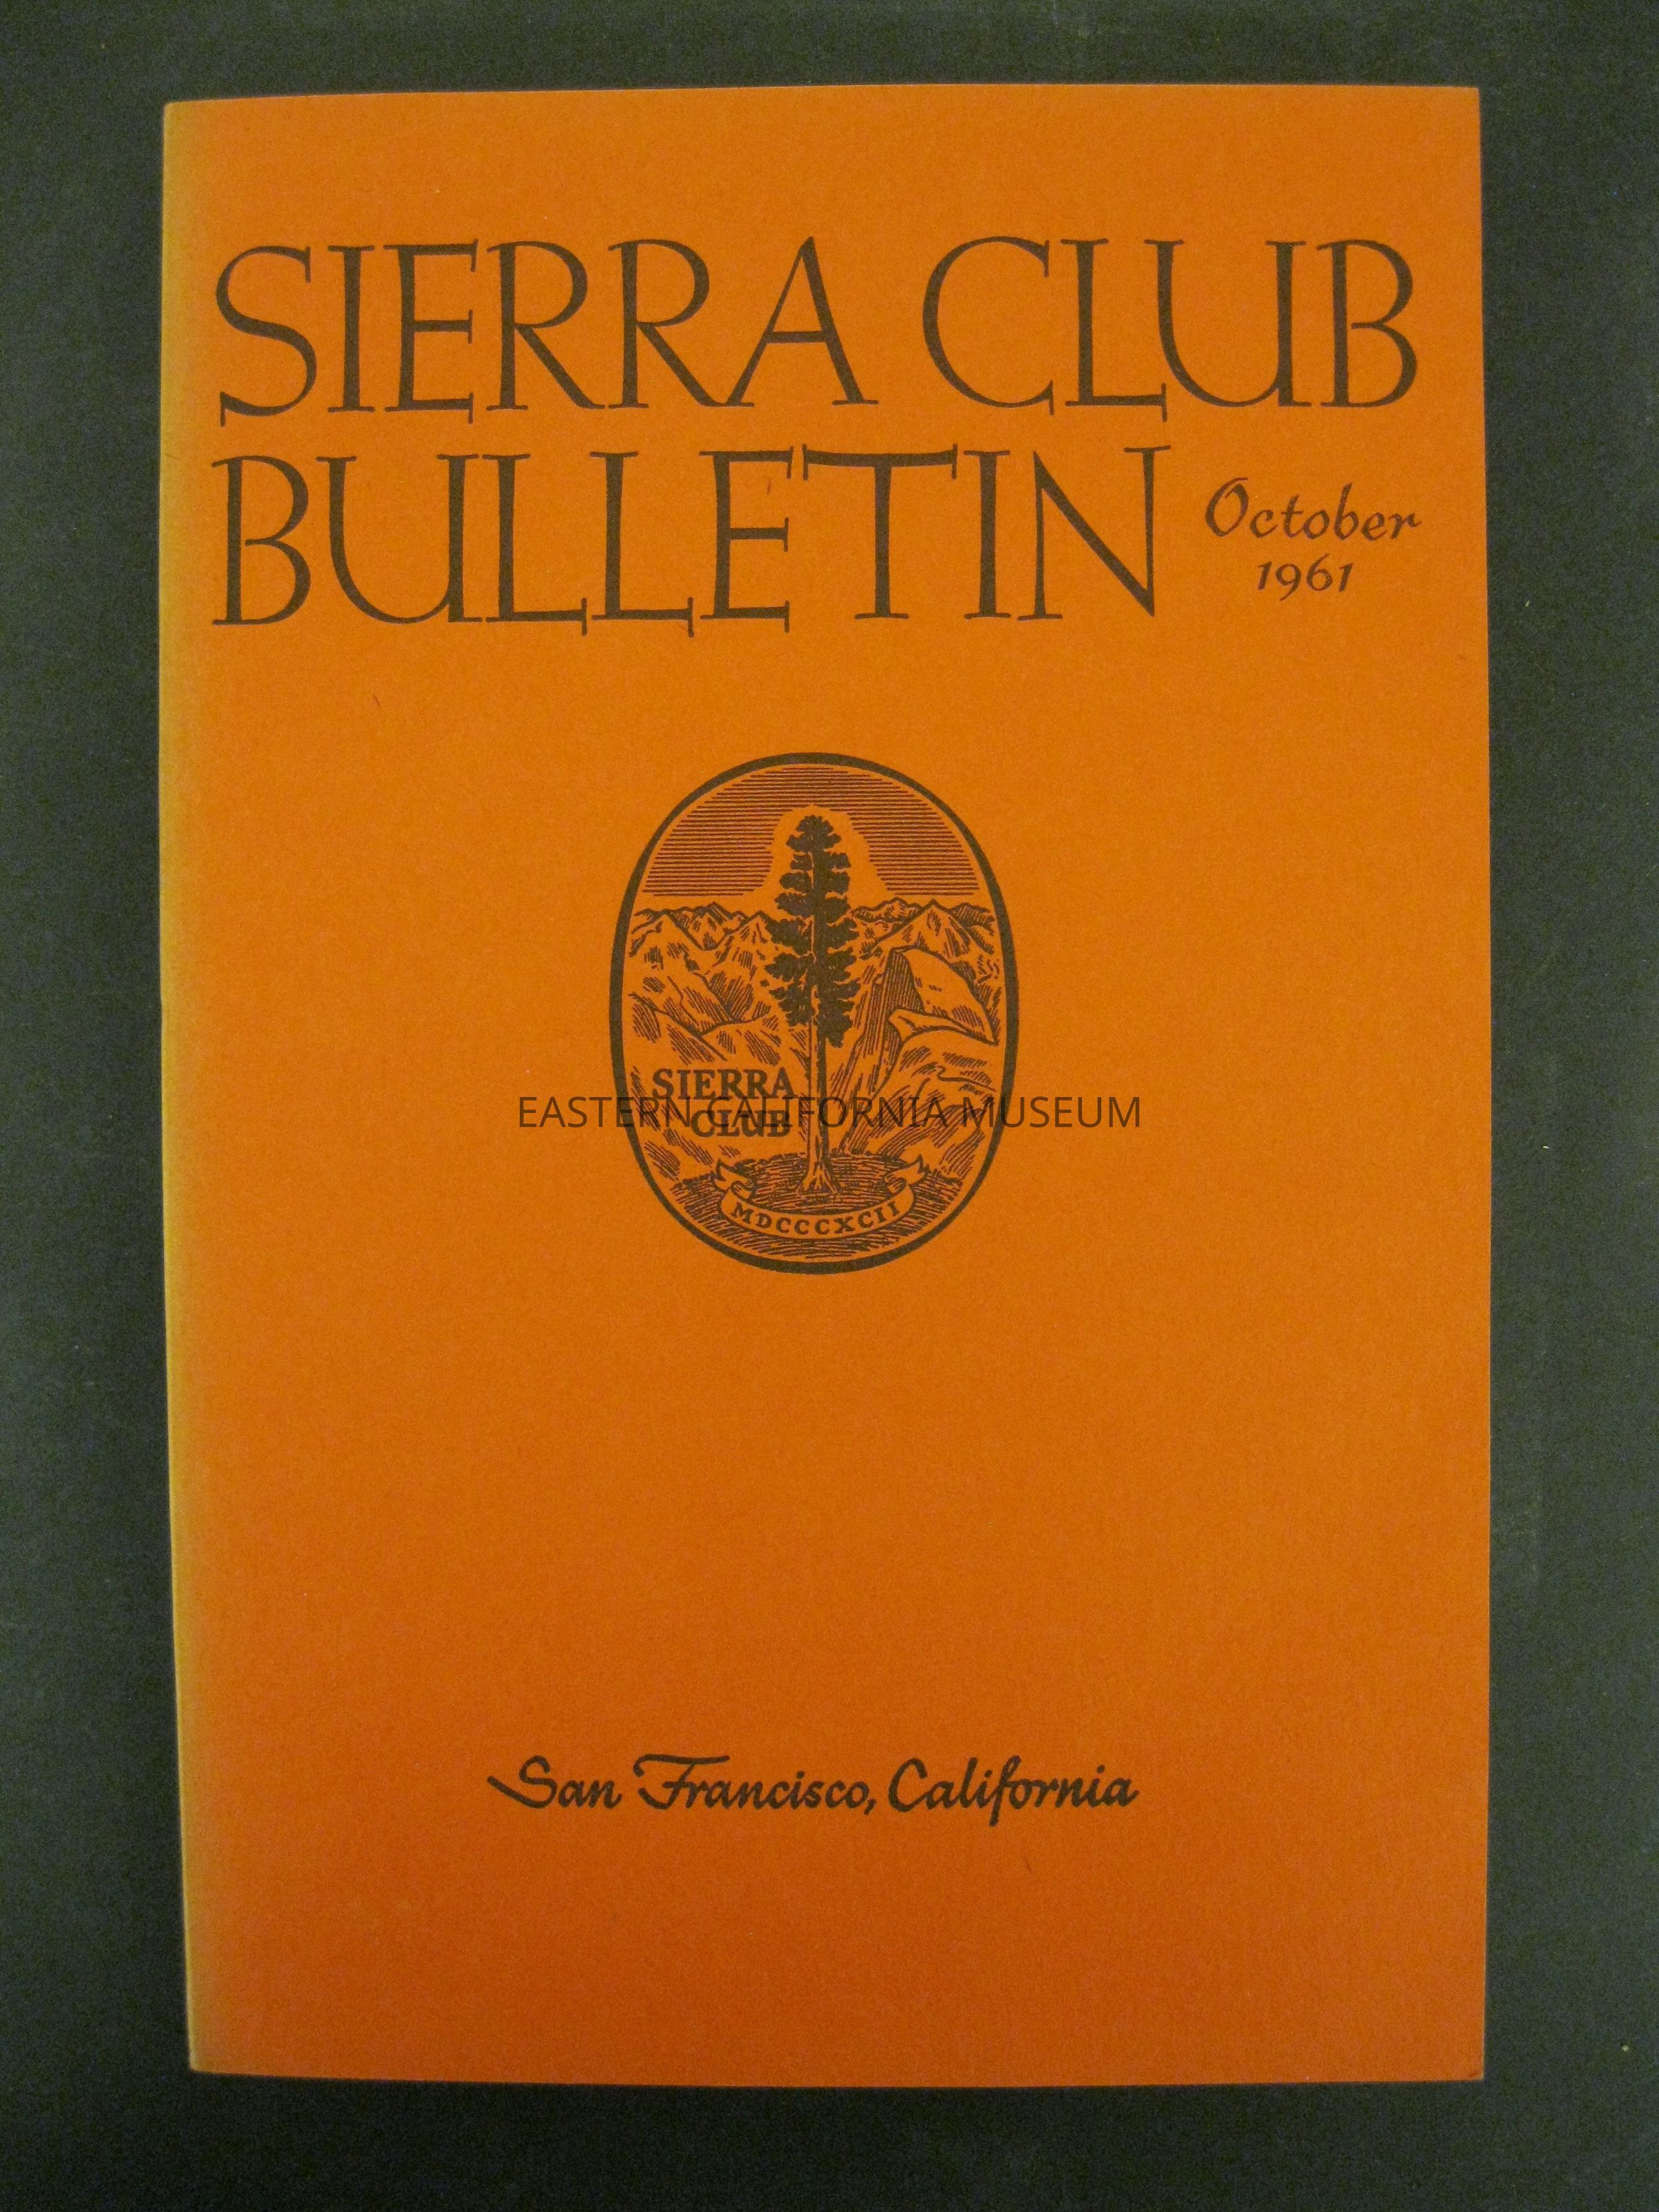 SIERRA CLUB
BULLETIN
October
1961
SIERRA
CLUB
EASTERN CALIFORNIA MUSEUM
MDCCCXCII
San Francisco, California